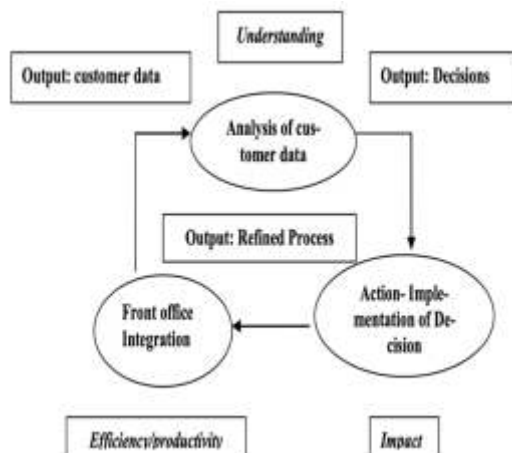 Understanding
Output: customer data
Output: Decisions
Analysis of cus-
tomer data
Output: Refined Process
Front office
Integration
Action- Imple-
mentation of De-
cision
Efficiency/productivity
Impact